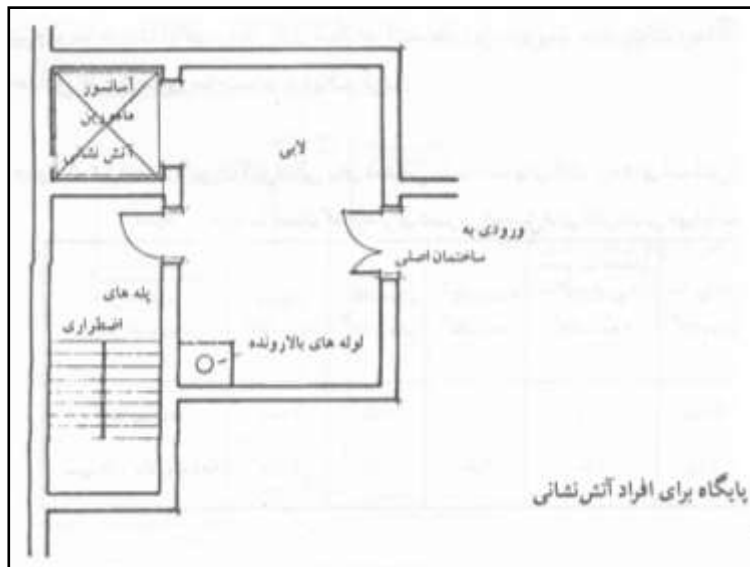 آسانسور
مامورین
آتش نشانی
لابی
ورودی به
ساختمان اصلی
پله های
اضطراری
لوله های بالارونده
پایگاه برای افراد آتش‌نشانی